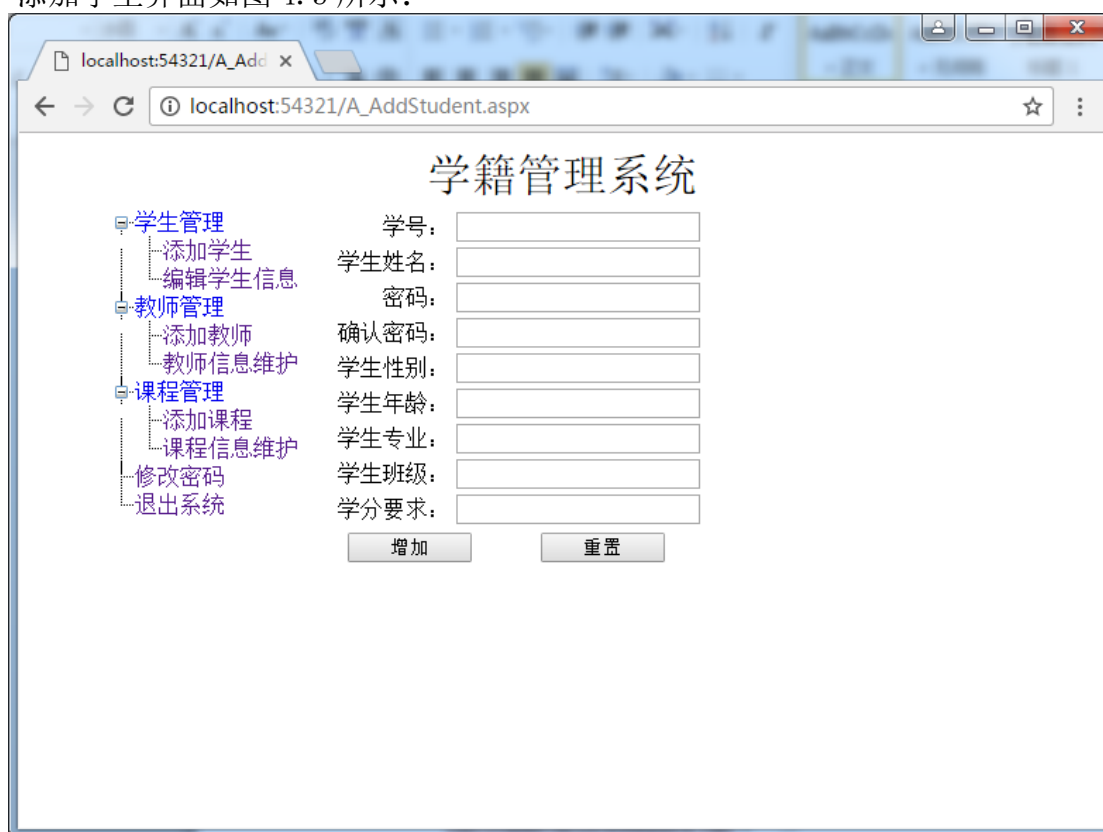 添加学生界面如图 4.3 所示:
localhost:54321/A_Add
localhost:54321/A_AddStudent.aspx
学籍管理系统
学生管理
添加学生
编辑学生信息
教师管理
添加教师
教师信息维护
课程管理
添加课程
课程信息维护
修改密码
退出系统
学号:
学生姓名:
密码:
确认密码:
学生性别:
学生年龄:
学生专业:
学生班级:
学分要求:
增加
重置